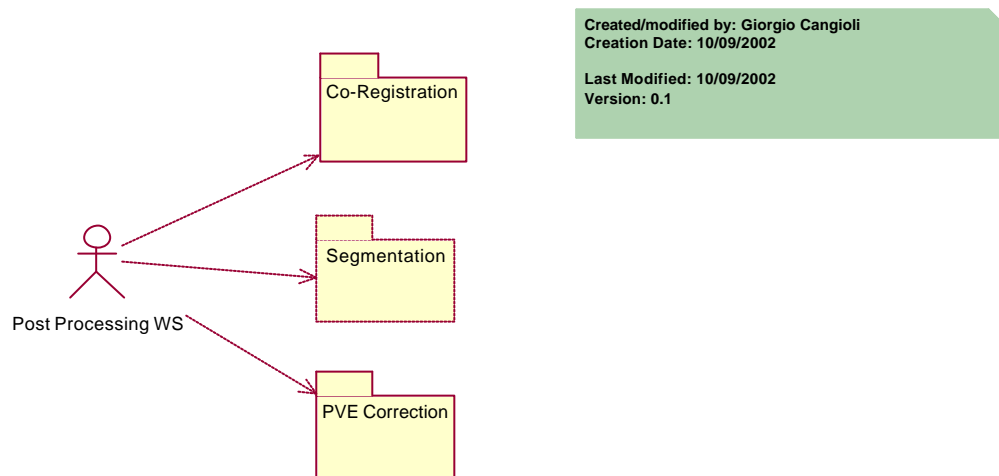 Created/modified by: Giorgio Cangioli
Creation Date: 10/09/2002
Last Modified: 10/09/2002
Version: 0.1
Co-Registration
Segmentation
Post Processing WS
PVE Correction